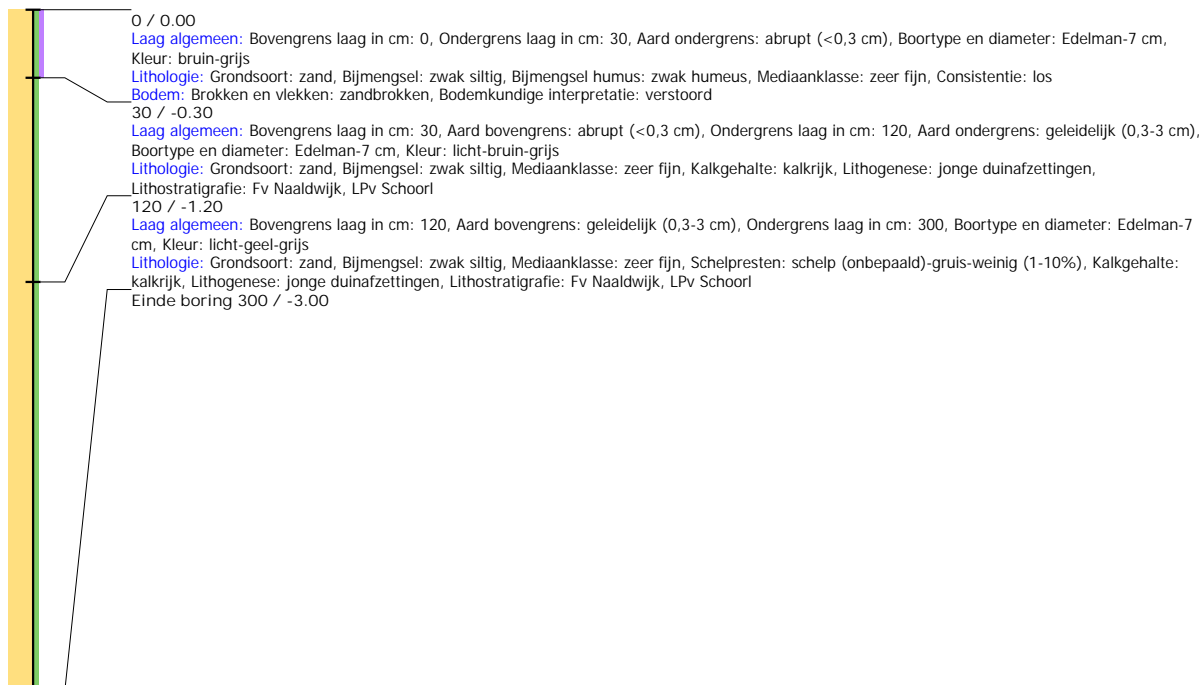 0 / 0.00
Laag algemeen: Bovengrens laag in cm: 0, Ondergrens laag in cm: 30, Aard ondergrens: abrupt (<0,3 cm), Boortype en diameter: Edelman-7 cm,
Kleur: bruin-grijs
Lithologie: Grondsoort: zand, Bijmengsel: zwak siltig, Bijmengsel humus: zwak humeus, Mediaanklasse: zeer fijn, Consistentie: los
Bodem: Brokken en vlekken: zandbrokken, Bodemkundige interpretatie: verstoord
30 / -0.30
Laag algemeen: Bovengrens laag in cm: 30, Aard bovengrens: abrupt (<0,3 cm), Ondergrens laag in cm: 120, Aard ondergrens: geleidelijk (0,3-3 cm),
Boortype en diameter: Edelman-7 cm, Kleur: licht-bruin-grijs
Lithologie: Grondsoort: zand, Bijmengsel: zwak siltig, Mediaanklasse: zeer fijn, Kalkgehalte: kalkrijk, Lithogenese: jonge duinafzettingen,
Lithostratigrafie: Fv Naaldwijk, LPv Schoorl
120 / -1.20
Laag algemeen: Bovengrens laag in cm: 120, Aard bovengrens: geleidelijk (0,3-3 cm), Ondergrens laag in cm: 300, Boortype en diameter: Edelman-7
cm, Kleur: licht-geel-grijs
Lithologie: Grondsoort: zand, Bijmengsel: zwak siltig, Mediaanklasse: zeer fijn, Schelpresten: schelp (onbepaald)-gruis-weinig (1-10%), Kalkgehalte:
kalkrijk, Lithogenese: jonge duinafzettingen, Lithostratigrafie: Fv Naaldwijk, LPv Schoorl
Einde boring 300 / -3.00